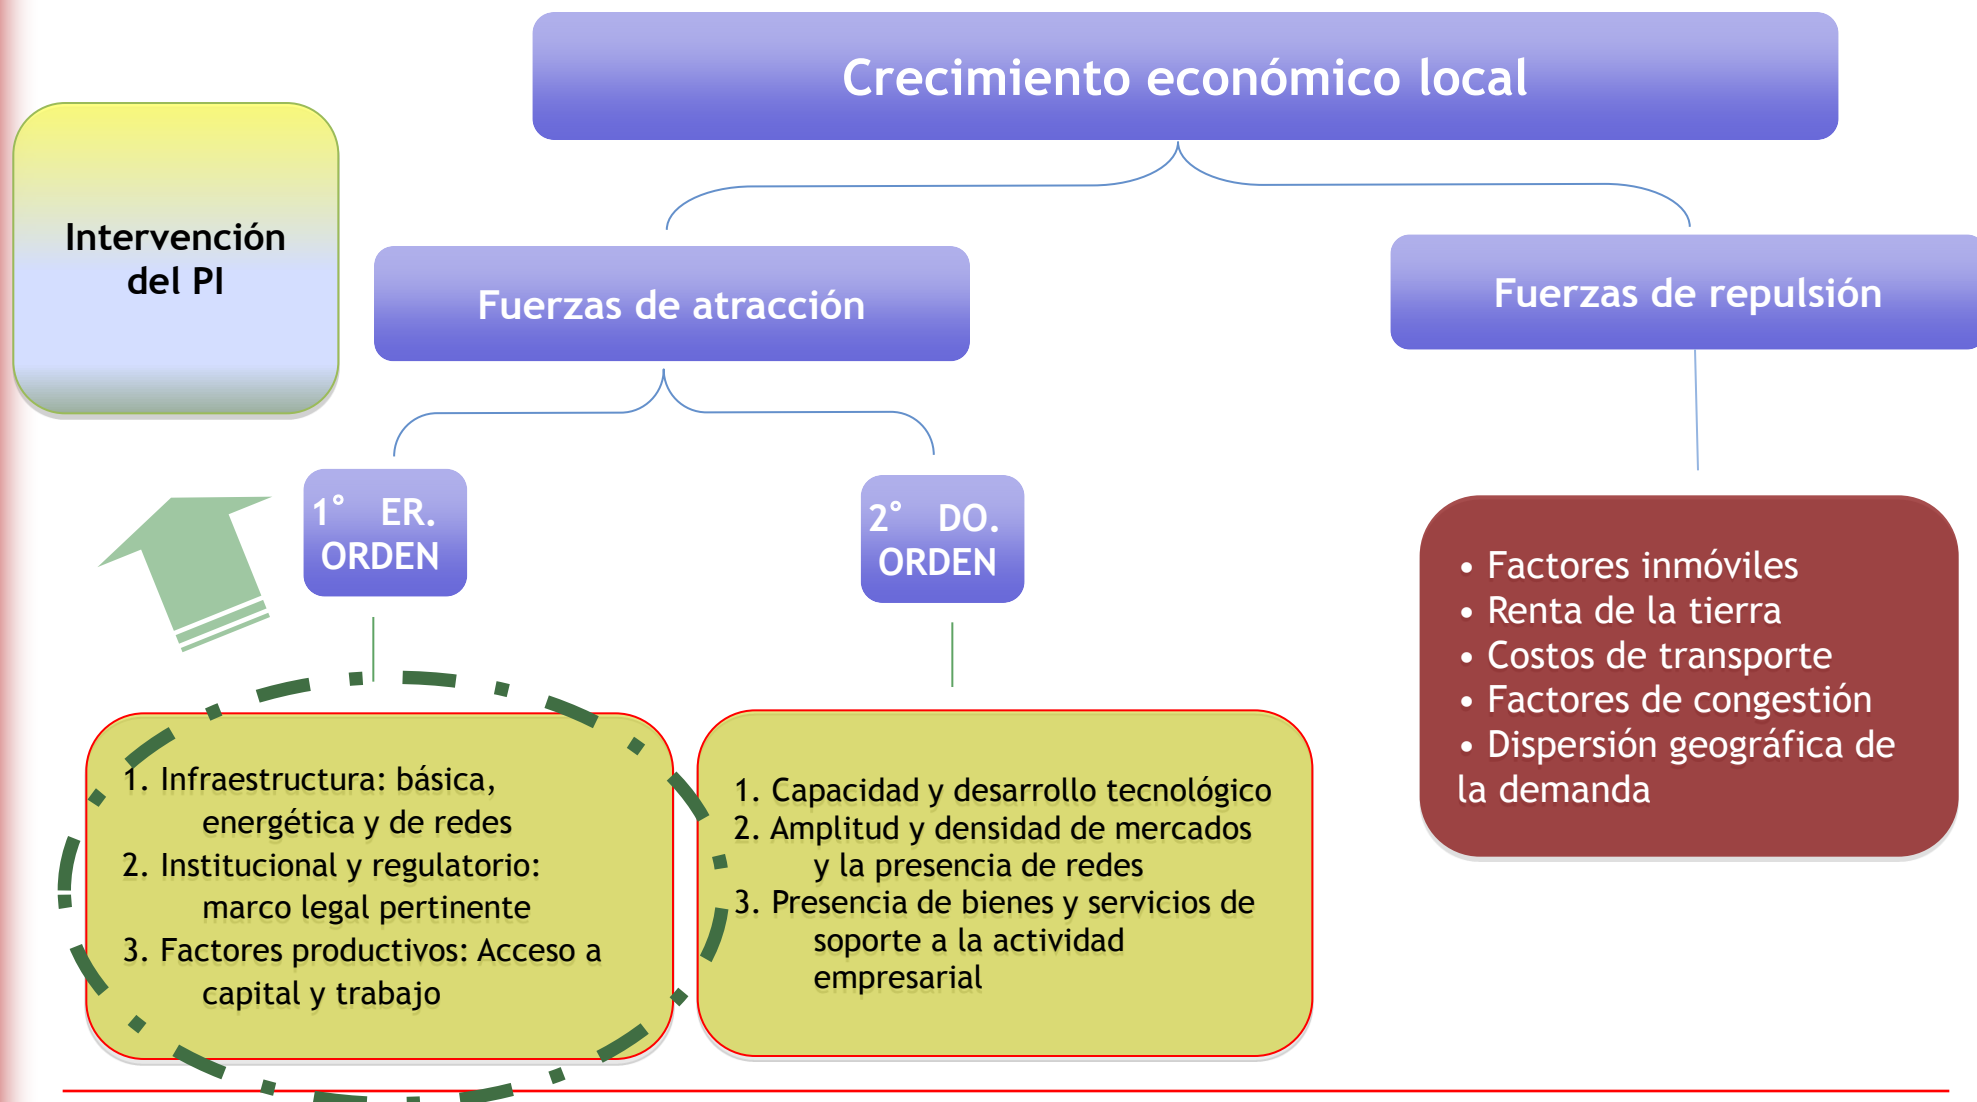 Crecimiento económico local
Intervención
del PI
Fuerzas de atracción
Fuerzas de repulsión
1° ER.
ORDEN
2° DO.
ORDEN
1. Infraestructura: básica,
energética y de redes
2. Institucional y regulatorio:
marco legal pertinente
3. Factores productivos: Acceso a
capital y trabajo
1. Capacidad y desarrollo tecnológico
2. Amplitud y densidad de mercados
y la presencia de redes
3. Presencia de bienes y servicios de
soporte a la actividad
empresarial
• Factores inmóviles
• Renta de la tierra
• Costos de transporte
• Factores de congestión
• Dispersión geográfica de
la demanda